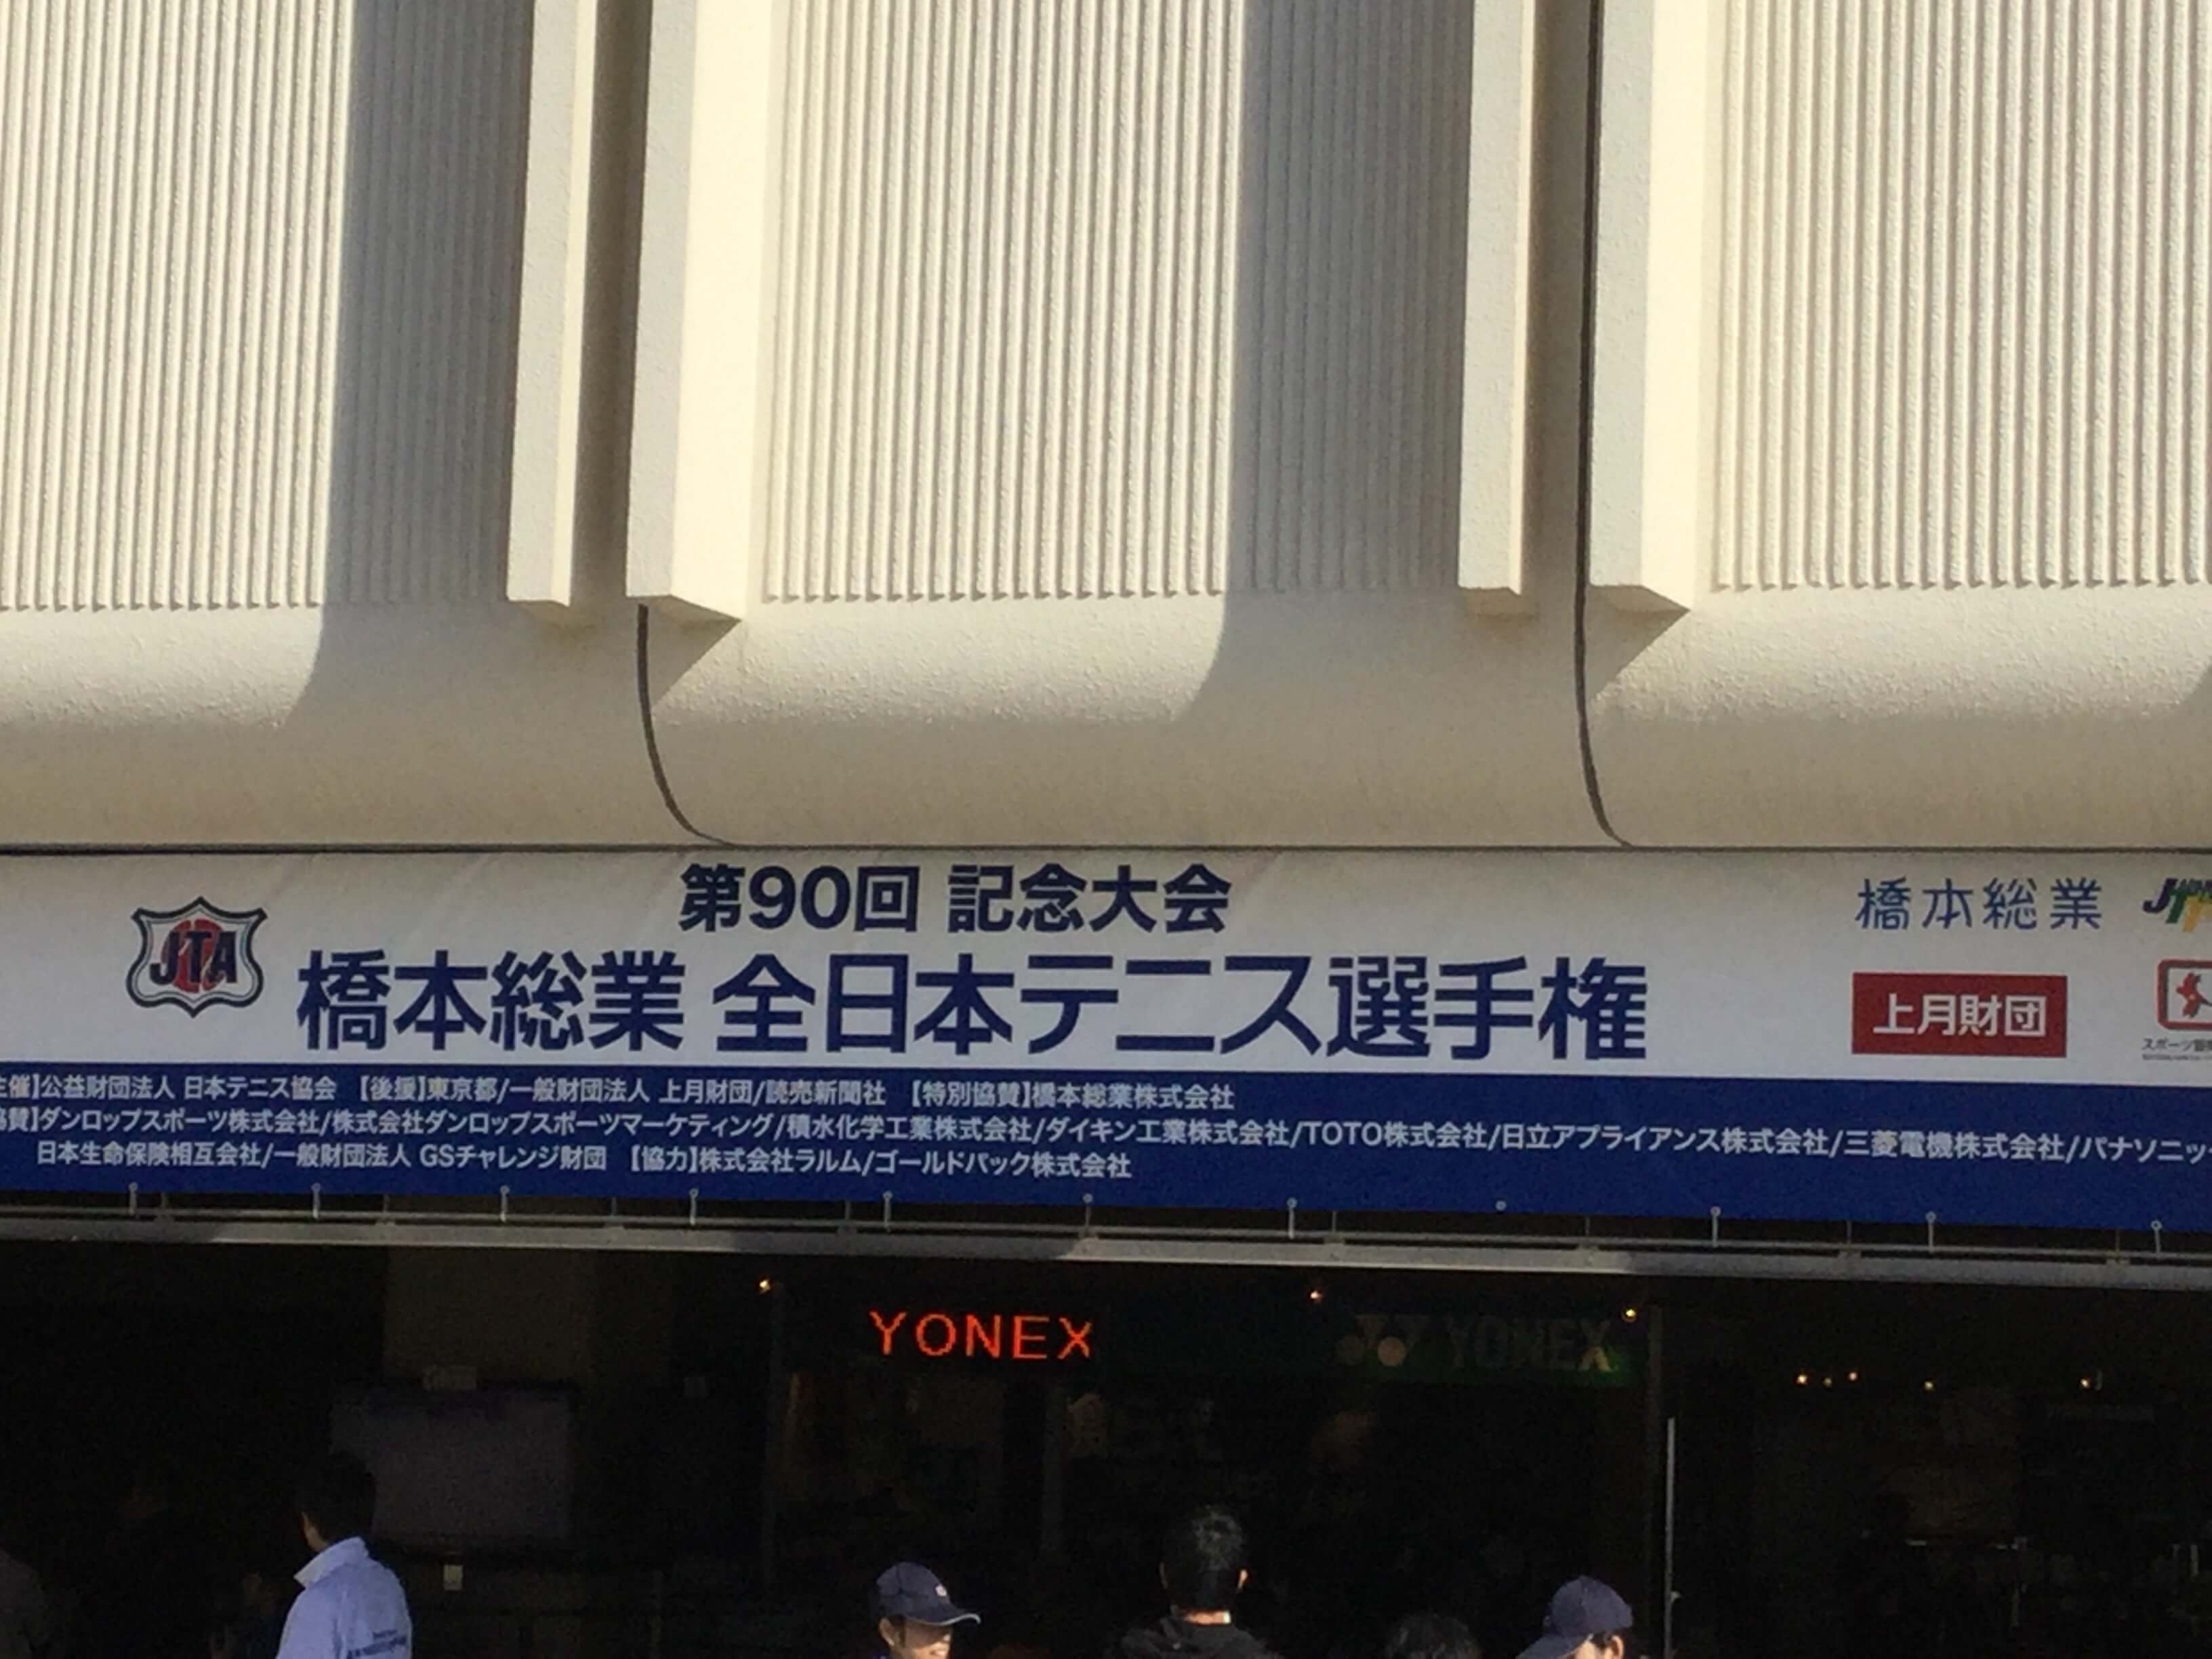 第90回 記念大会
JTA
橋本総業 全日本テニス選手権
橋本総業
上月財団
催】公益財団法人 日本テニス協会 【後援】東京都/一般財団法人 上月財団/読売新聞社 【特別協賛】橋本総業株式会社
賛】ダンロップスポーツ株式会社/株式会社ダンロップスポーツマーケティング/積水化学工業株式会社/ダイキン工業株式会社/TOTO株式会社/日立アプライアンス株式会社/三菱電機株式会社/パナソニッ
日本生命保険相互会社/一般財団法人 GSチャレンジ財団 【協力】株式会社ラルム/ゴールドパック株式会社
YONEX
YONEX